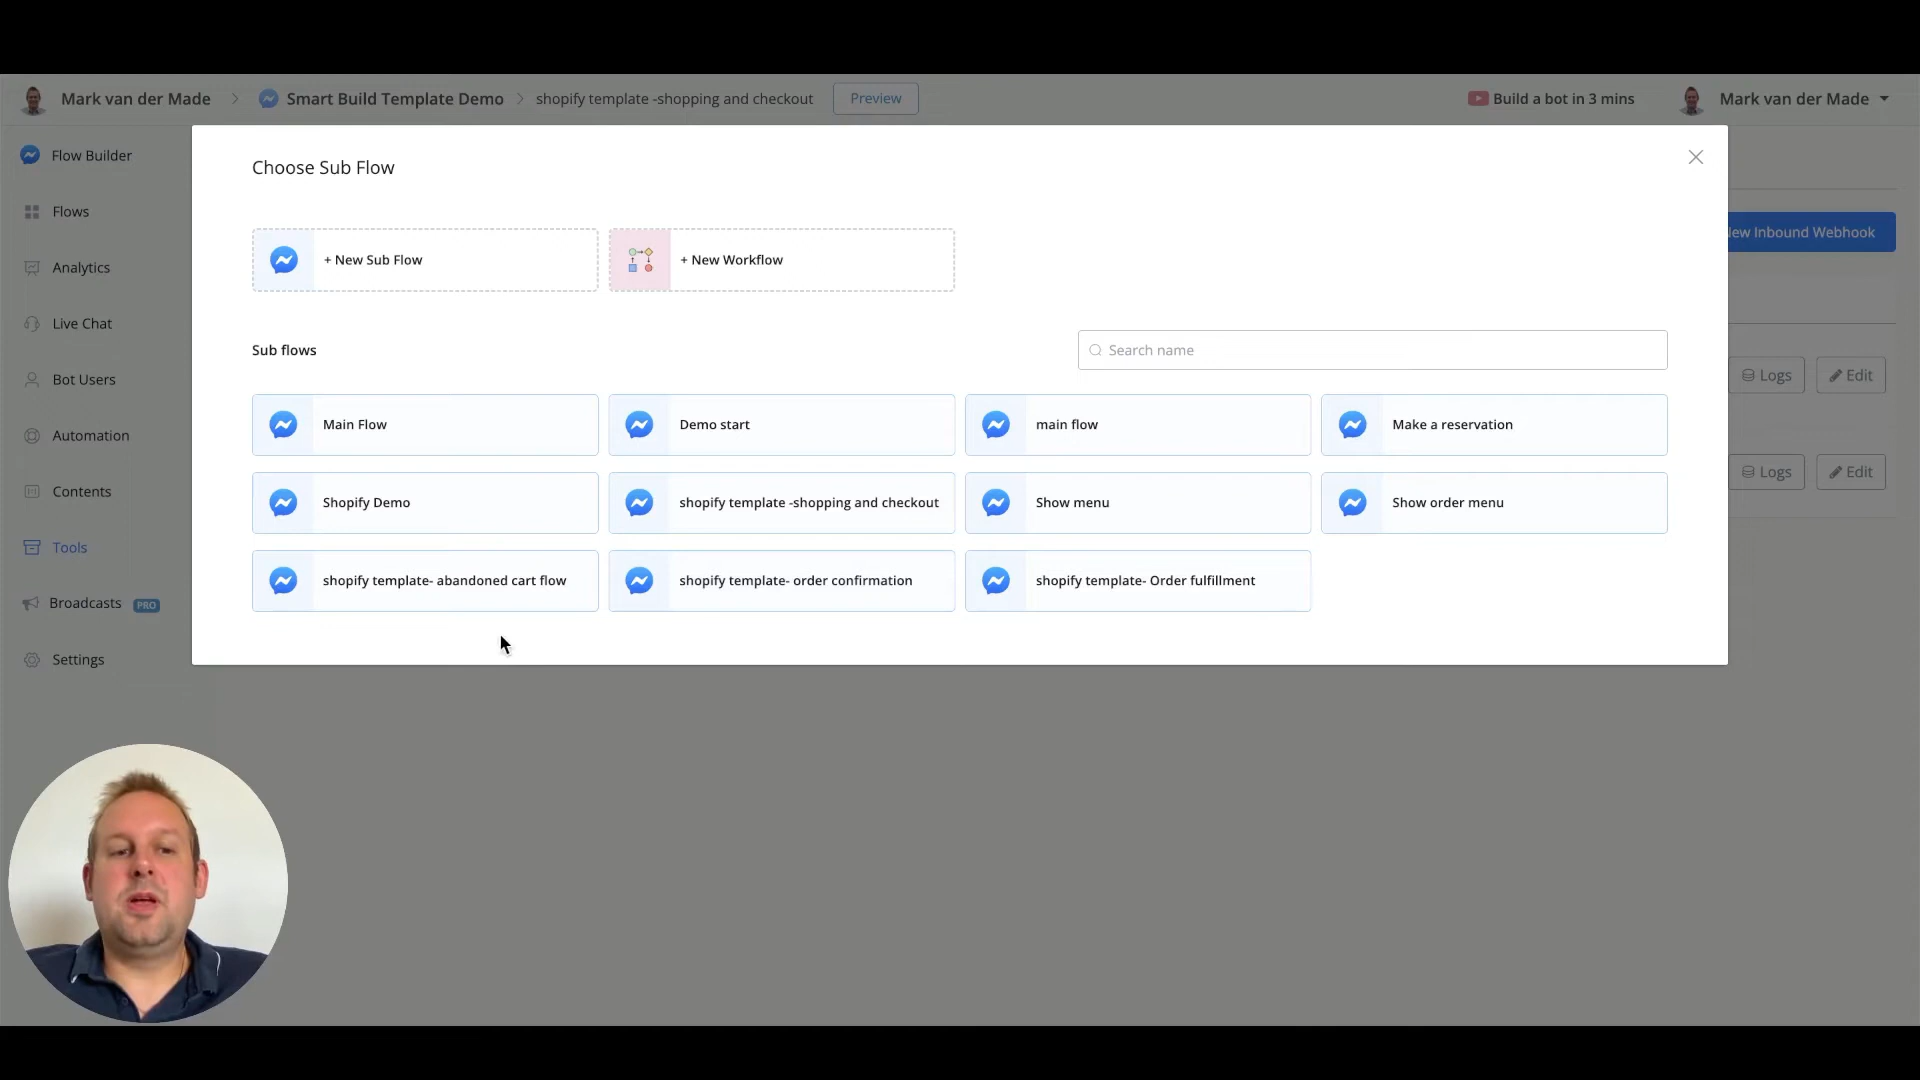 Mark van der Made
Smart Build Template Demo
shopify template -shopping and checkout
Preview
Build a bot in 3 mins
Mark van der Made
Flow Builder
Flows
Analytics
Live Chat
Bot Users
Automation
Contents
Tools
Broadcasts PRO
Settings
Choose Sub Flow
+ New Sub Flow
+ New Workflow
Sub flows
Search name
Main Flow
Demo start
main flow
Make a reservation
Shopify Demo
shopify template -shopping and checkout
Show menu
Show order menu
shopify template- abandoned cart flow
shopify template- order confirmation
shopify template- Order fulfillment
Inbound Webhook
Logs
Edit
Logs
Edit